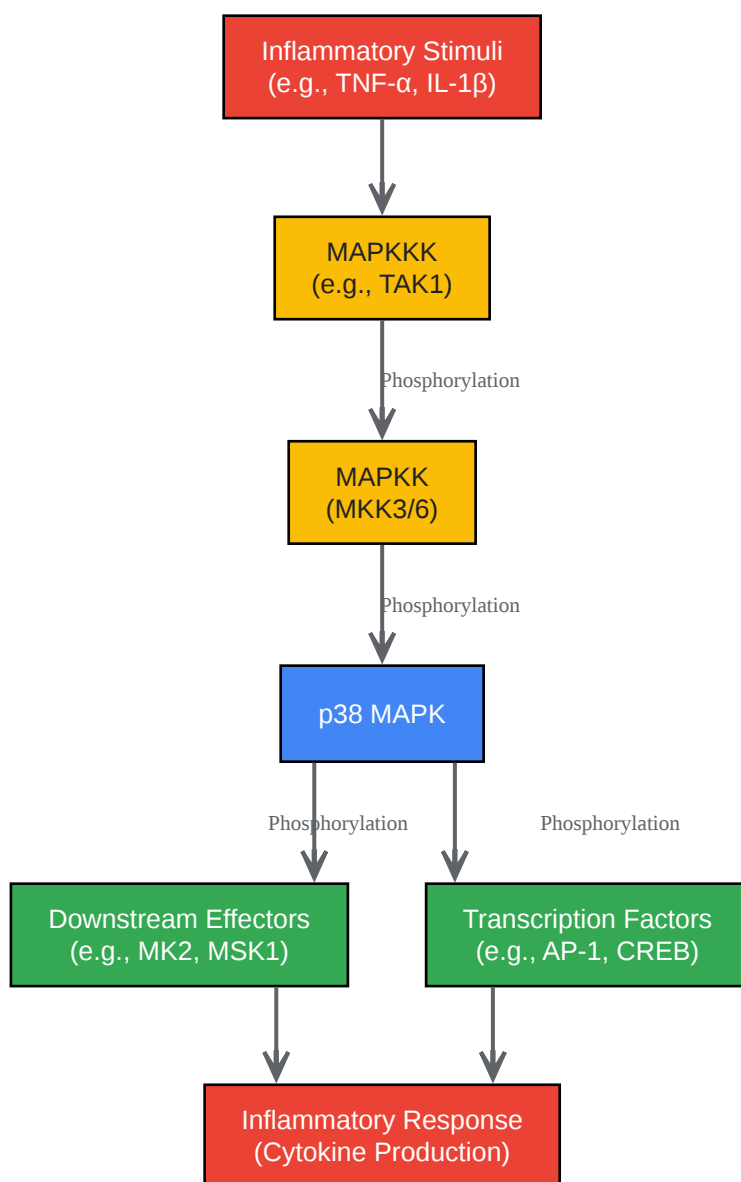 Inflammatory Stimuli
(e.g., TNF-α, IL-1β)
MAPKKK
(e.g., TAK1)
Phosphorylation
MAPKK
(MKK3/6)
Phosphorylation
p38 MAPK
Phosphorylation
Phosphorylation
Downstream Effectors
(e.g., MK2, MSK1)
Transcription Factors
(e.g., AP-1, CREB)
Inflammatory Response
(Cytokine Production)